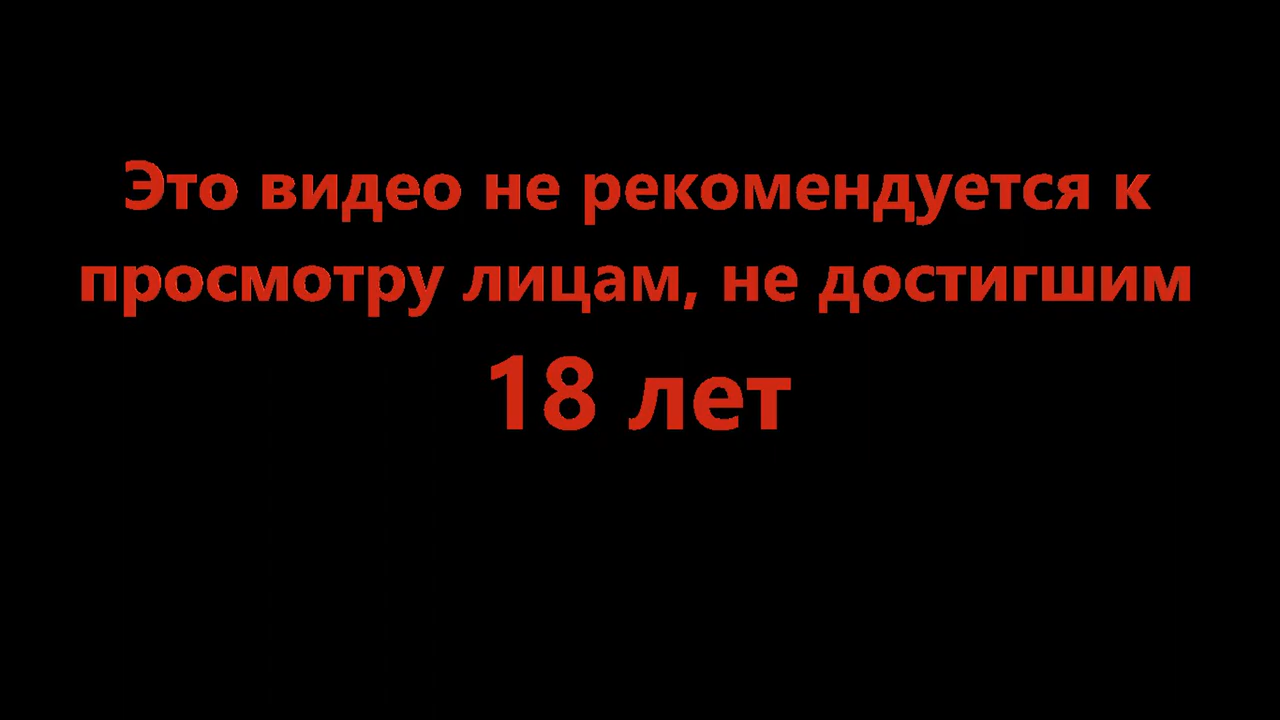 Это видео не рекомендуется к
просмотру лицам, не достигшим
18 лет